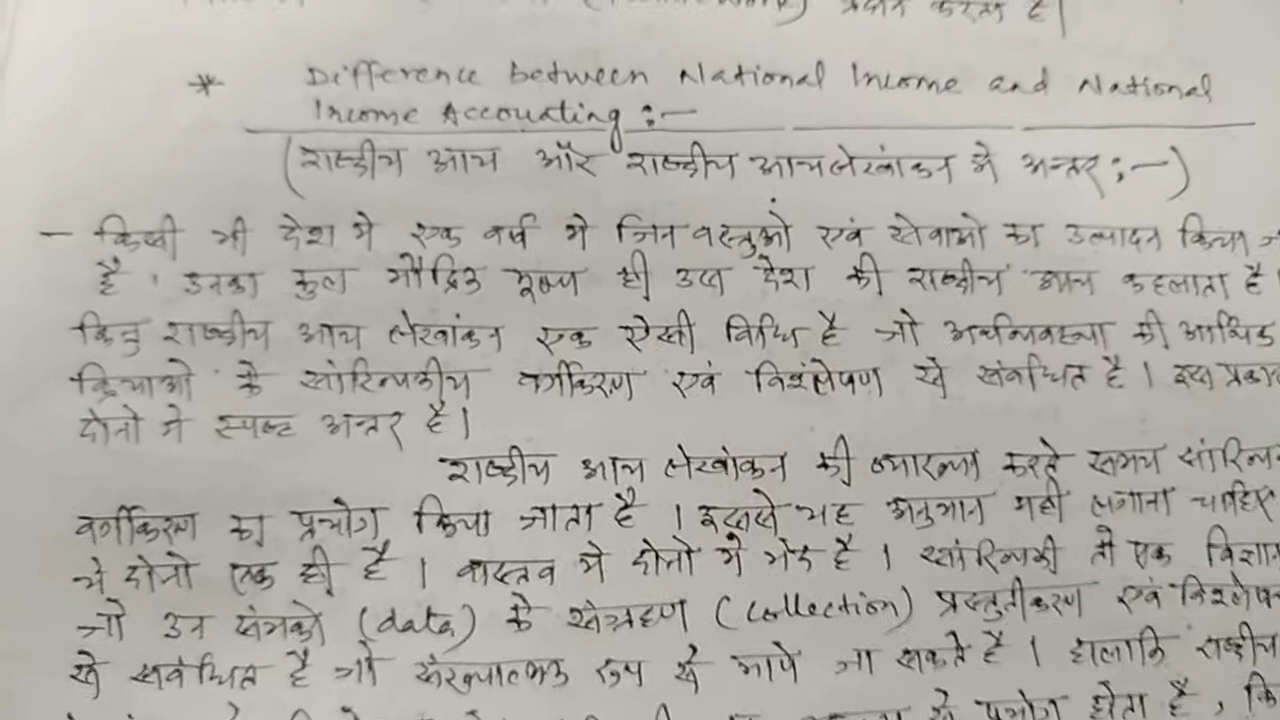 प्रदान करता है।
* Difference between National Income and National
Income Accounting :-
(राष्ट्रीय आय और राष्ट्रीय आय लेखांकन मे अन्तर :-)
- किसी भी देश मे एक वर्ष मे जिन वस्तुओं एवं सेवाओ का उत्पादन किया
है, उनका कुल मौद्रिक मूल्य ही उस देश की राष्ट्रीय आय कहलाता है
किन्तु राष्ट्रीय आय लेखांकन एक ऐसी विधि है जो अर्थव्यवस्था की आर्थिक
क्रियाओ के सांख्यिकीय वर्गीकरण एवं विश्लेषण से संबंधित है। इस
दोनो मे स्पष्ट अन्तर है।
राष्ट्रीय आय लेखांकन की व्याख्या करते समय
वर्गीकरण का प्रयोग किया जाता है । इससे यह अनुमान नही लगाना चाहिए
ये दोनो एक ही है । वास्तव मे दोनो मे भेद है । सांख्यिकी तो एक विज्ञान
जो उन संमको (data) के संग्रहण (collection) प्रस्तुतीकरण एवं
से संबंधित है जो संख्यात्मक रूप से मापे जा सकते है । हालांकि राष्ट्रीय
से प्रयोग होता है,